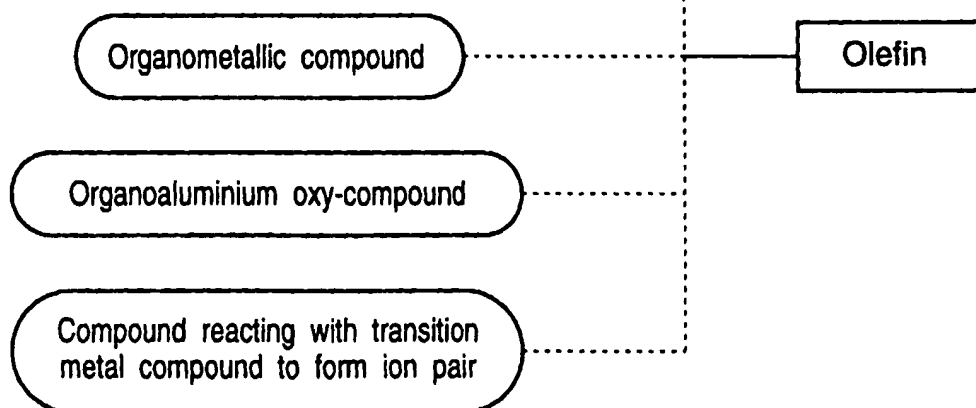 Organometallic compound
Olefin
Organoaluminium oxy-compound
Compound reacting with transition
metal compound to form ion pair